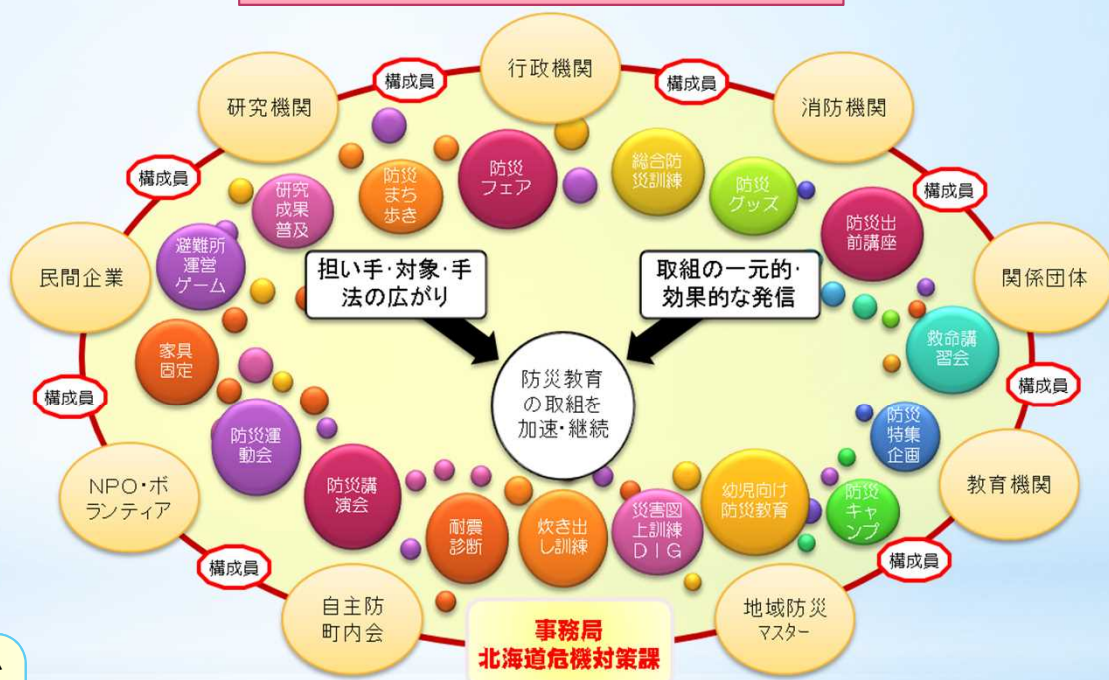 行政機関
構成員
構成員
研究機関
消防機関
構成員
構成員
民間企業
関係団体
構成員
構成員
NPO・ボ
ランティア
教育機関
構成員
構成員
自主防
町内会
地域防災
マスター
事務局
北海道危機対策課
防災
フェア
総合防
災訓練
防災
まち
歩き
防災
グッズ
研究
成果
普及
防災出
前講座
避難所
運営
ゲーム
担い手・対象・手
法の広がり
取組の一元的・
効果的な発信
家具
固定
救命講
習会
防災教育
の取組を
加速・継続
防災運
動会
防災
特集
企画
防災講
演会
幼児向け
防災教育
防災
キャ
ンプ
耐震
診断
炊き出
し訓練
災害図
上訓練
DIG